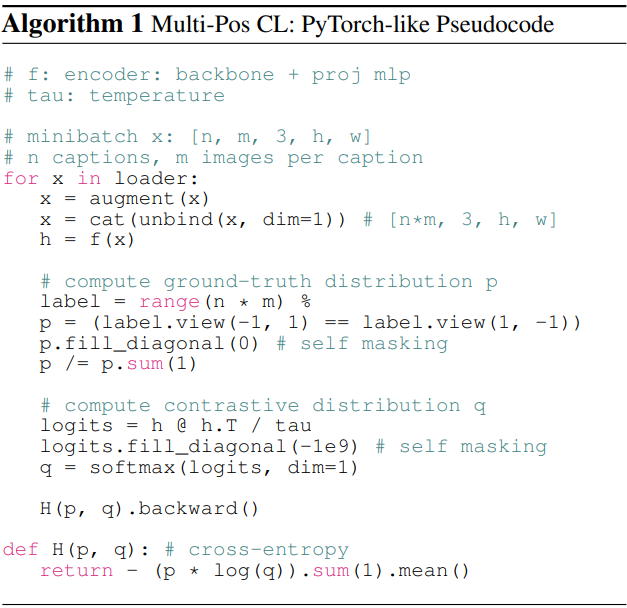 Algorithm 1 Multi-Pos CL: PyTorch-like Pseudocode
# f: encoder: backbone + proj mlp
# tau: temperature
# minibatch x: [n, m, 3, h, w]
# n captions, m images per caption
for x in loader:
x = augment(x)
x = cat(unbind(x, dim=1)) # [n*m, 3, h, w]
h = f(x)
# compute ground-truth distribution p
label = range(n * m) %
p = (label.view(-1, 1) == label.view(1, -1))
p.fill_diagonal(0) # self masking
p /= p.sum(1)
# compute contrastive distribution q
logits = h @ h.T / tau
logits.fill_diagonal(-1e9) # self masking
q = softmax(logits, dim=1)
H(p, q).backward()
def H(p, q): # cross-entropy
return - (p * log(q)).sum(1).mean()